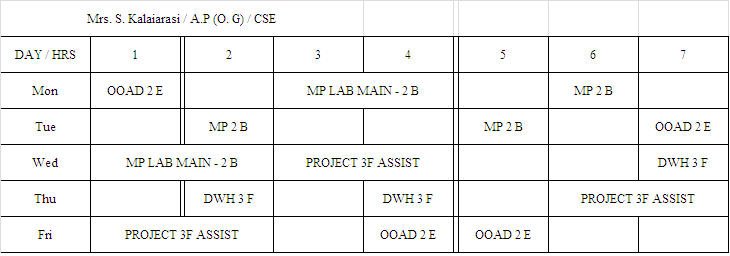 Mrs. S. Kalaiarasi / A.P (O. G) / CSE
DAY / HRS 1 2 3 4 5 6 7
Mon OOAD 2 E MP LAB MAIN - 2 B MP 2 B
Tue MP 2 B MP 2 B OOAD 2 E
Wed MP LAB MAIN - 2 B PROJECT 3F ASSIST DWH 3 F
Thu DWH 3 F DWH 3 F PROJECT 3F ASSIST
Fri PROJECT 3F ASSIST OOAD 2 E OOAD 2 E